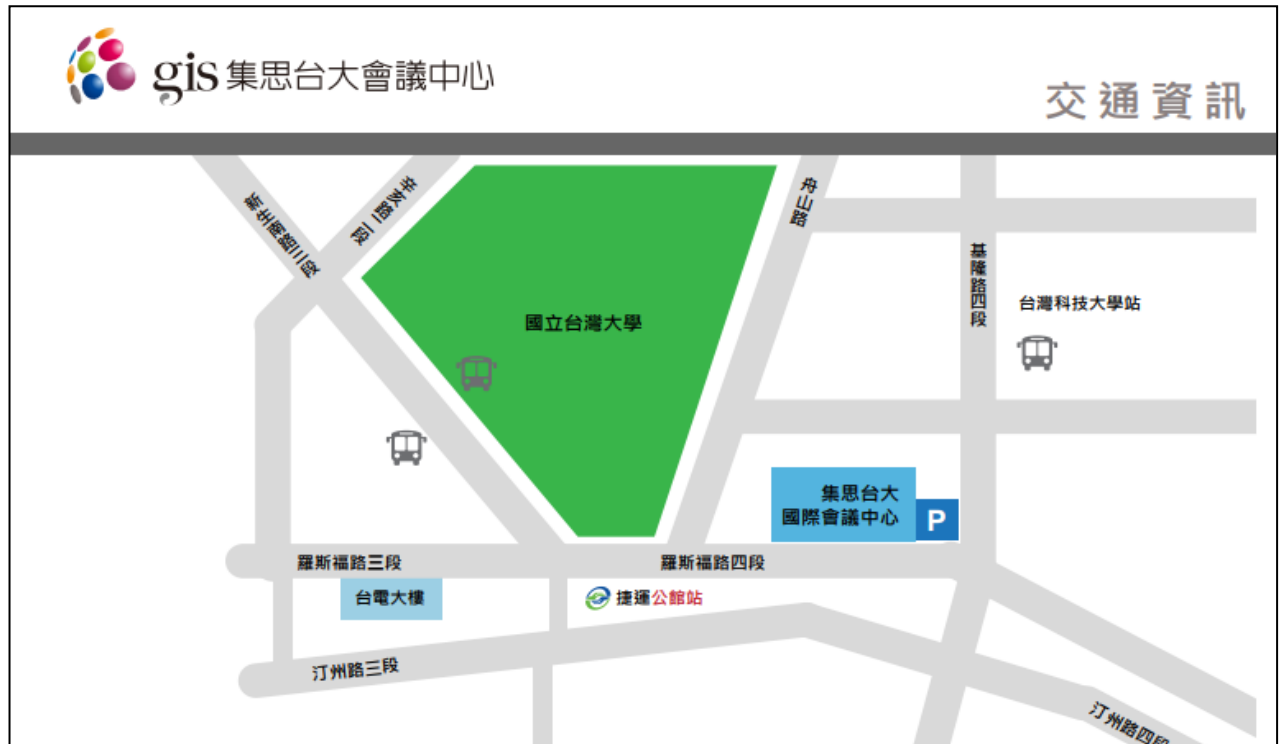 gis 集思台大會議中心
交通資訊
新生南路三段
辛亥路二段
舟山路
基隆路四段
台灣科技大學站
國立台灣大學
集思台大
國際會議中心
P
羅斯福路三段
羅斯福路四段
台電大樓
捷運公館站
汀州路三段
汀州路四段